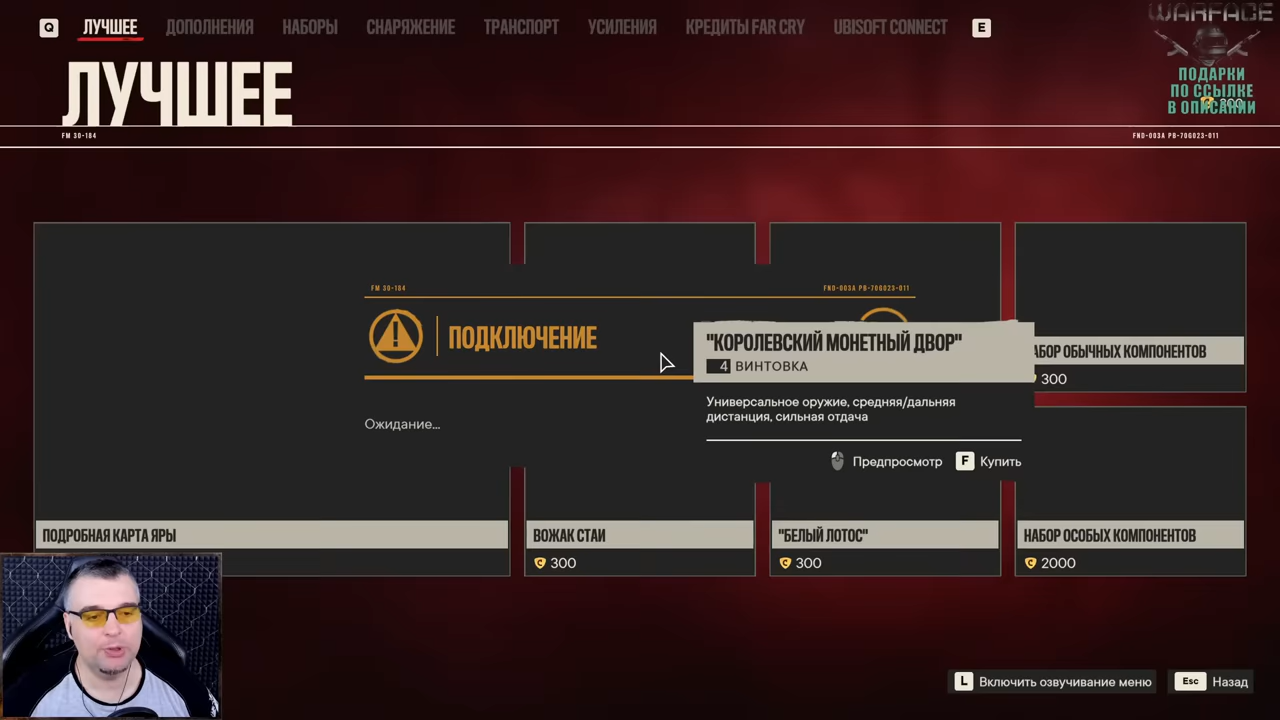 Q
ЛУЧШЕЕ
ДОПОЛНЕНИЯ
НАБОРЫ
СНАРЯЖЕНИЕ
ТРАНСПОРТ
УСИЛЕНИЯ
КРЕДИТЫ FAR CRY
UBISOFT CONNECT
E
WARFACE
ПОДАРКИ
ПО ССЫЛКЕ
В ОПИСАНИИ
ЛУЧШЕЕ
FM 30-184
FND-003A PB-700023-011
FM 30-184
FND-003A PB-700023-011
ПОДКЛЮЧЕНИЕ
Ожидание...
"КОРОЛЕВСКИЙ МОНЕТНЫЙ ДВОР"
4 ВИНТОВКА
Универсальное оружие, средняя/дальняя
дистанция, сильная отдача
Предпросмотр
F Купить
АБОР ОБЫЧНЫХ КОМПОНЕНТОВ
300
ПОДРОБНАЯ КАРТА ЯРЫ
ВОЖАК СТАИ
300
"БЕЛЫЙ ЛОТОС"
300
НАБОР ОСОБЫХ КОМПОНЕНТОВ
2000
L Включить озвучивание меню
Esc Назад